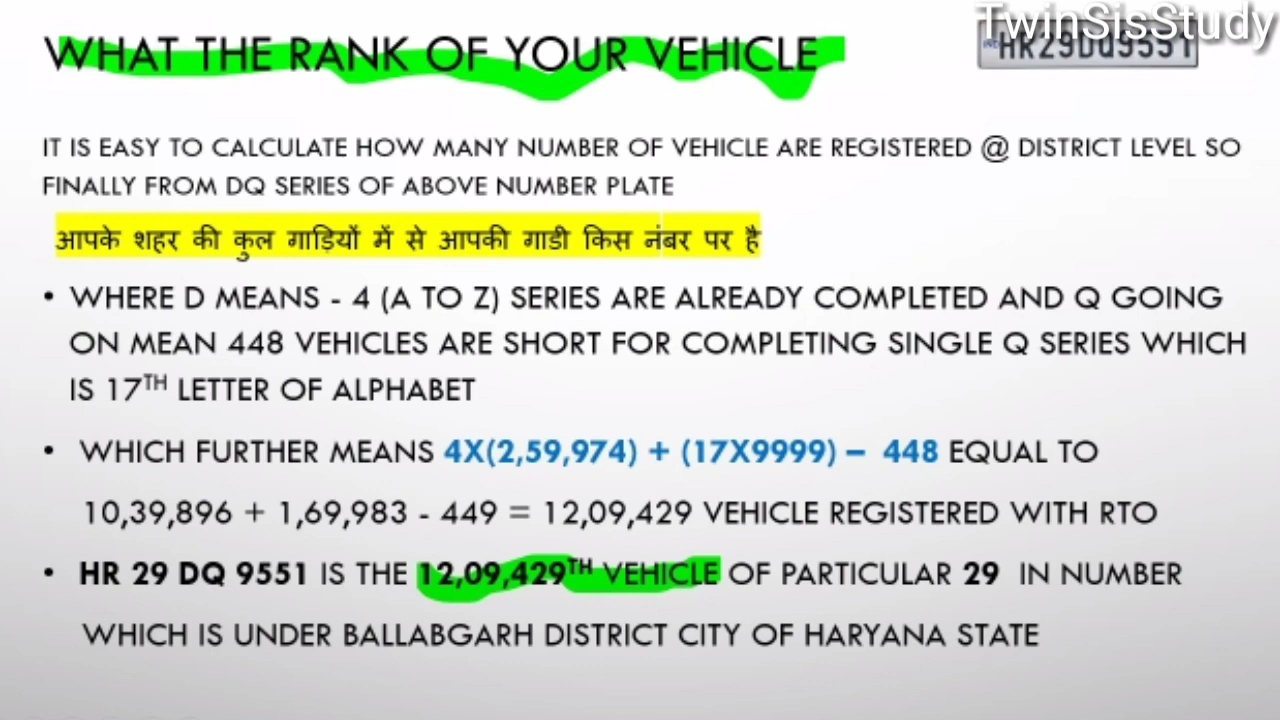 TwinSisStudy
WHAT THE RANK OF YOUR VEHICLE
HR29DQ9551
IT IS EASY TO CALCULATE HOW MANY NUMBER OF VEHICLE ARE REGISTERED @ DISTRICT LEVEL SO
FINALLY FROM DQ SERIES OF ABOVE NUMBER PLATE
आपके शहर की कुल गाड़ियों में से आपकी गाडी किस नंबर पर है
• WHERE D MEANS - 4 (A TO Z) SERIES ARE ALREADY COMPLETED AND Q GOING
ON MEAN 448 VEHICLES ARE SHORT FOR COMPLETING SINGLE Q SERIES WHICH
IS 17TH LETTER OF ALPHABET
• WHICH FURTHER MEANS 4X(2,59,974) + (17X9999) – 448 EQUAL TO
10,39,896 + 1,69,983 - 449 = 12,09,429 VEHICLE REGISTERED WITH RTO
• HR 29 DQ 9551 IS THE 12,09,429TH VEHICLE OF PARTICULAR 29 IN NUMBER
WHICH IS UNDER BALLABGARH DISTRICT CITY OF HARYANA STATE